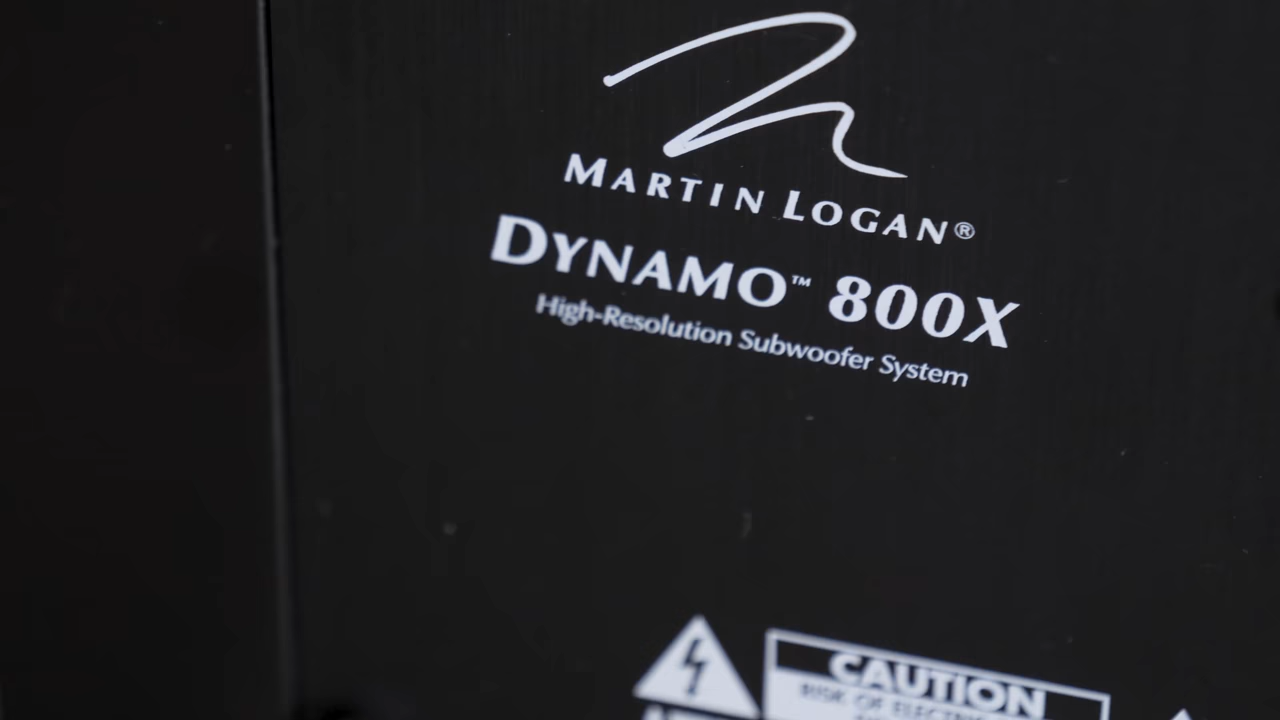 MARTIN LOGAN®
DYNAMO™ 800X
High-Resolution Subwoofer System
CAUTION
RISK OF ELECTRIC